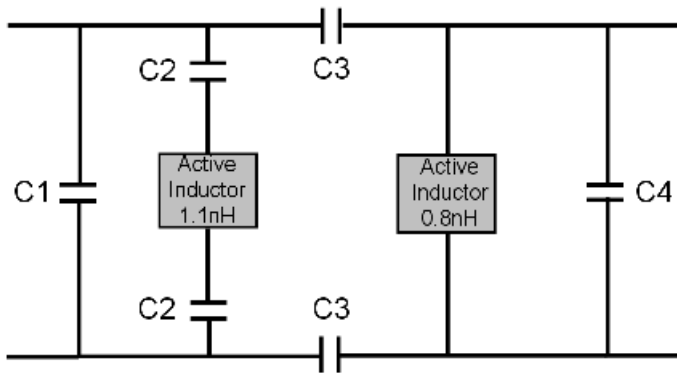 C2
C3
C1
Active
Inductor
1.1nH
Active
Inductor
0.8nH
C4
C2
C3